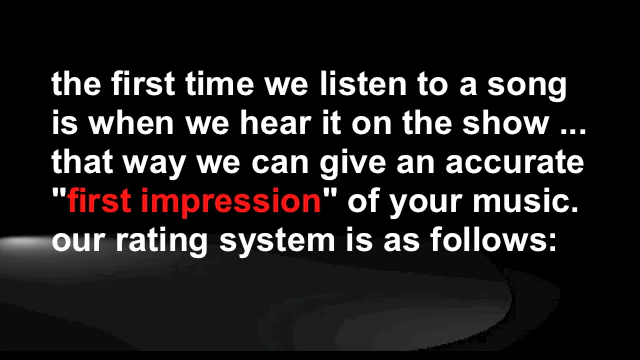 the first time we listen to a song
is when we hear it on the show ...
that way we can give an accurate
"first impression" of your music.
our rating system is as follows: